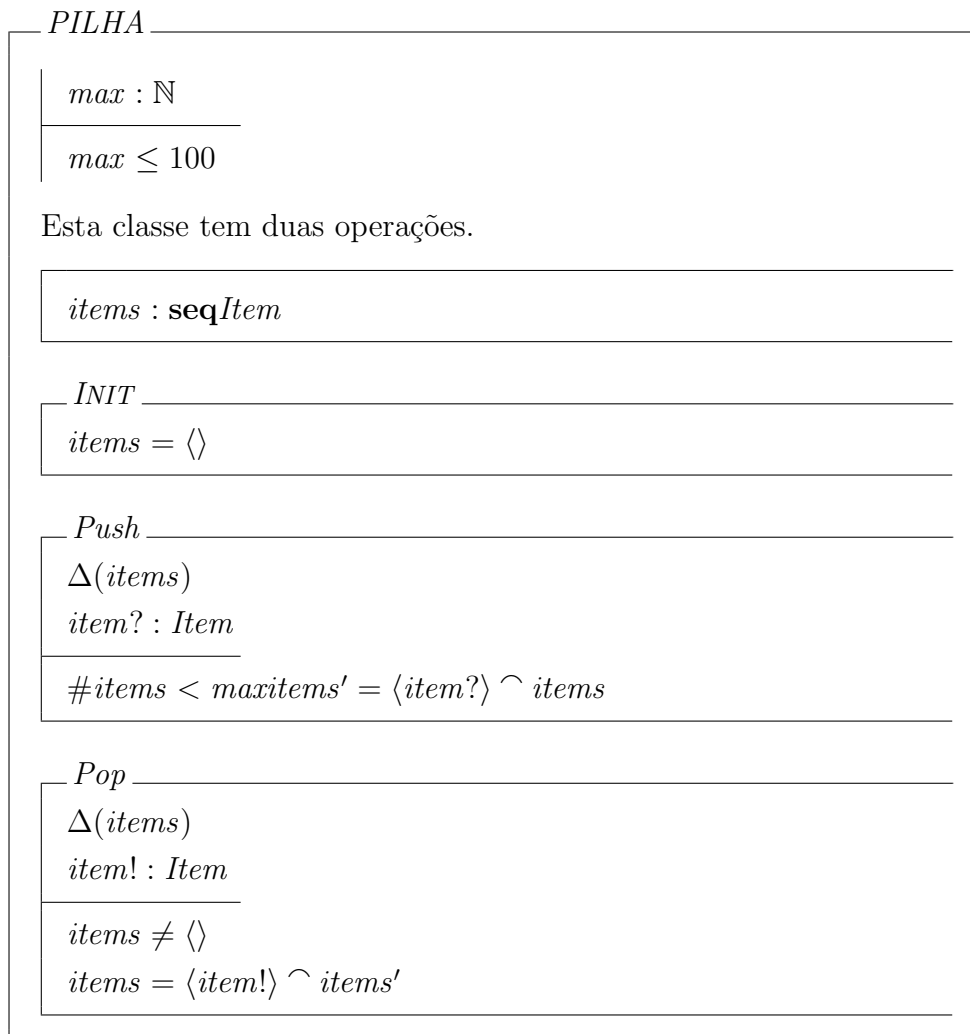 PILHA
max : ℕ
max ≤ 100
Esta classe tem duas operações.
items : seqItem
INIT
items = ⟨⟩
Push
Δ(items)
item? : Item
#items < maxitems′ = ⟨item?⟩ ⌢ items
Pop
Δ(items)
item! : Item
items ≠ ⟨⟩
items = ⟨item!⟩ ⌢ items′